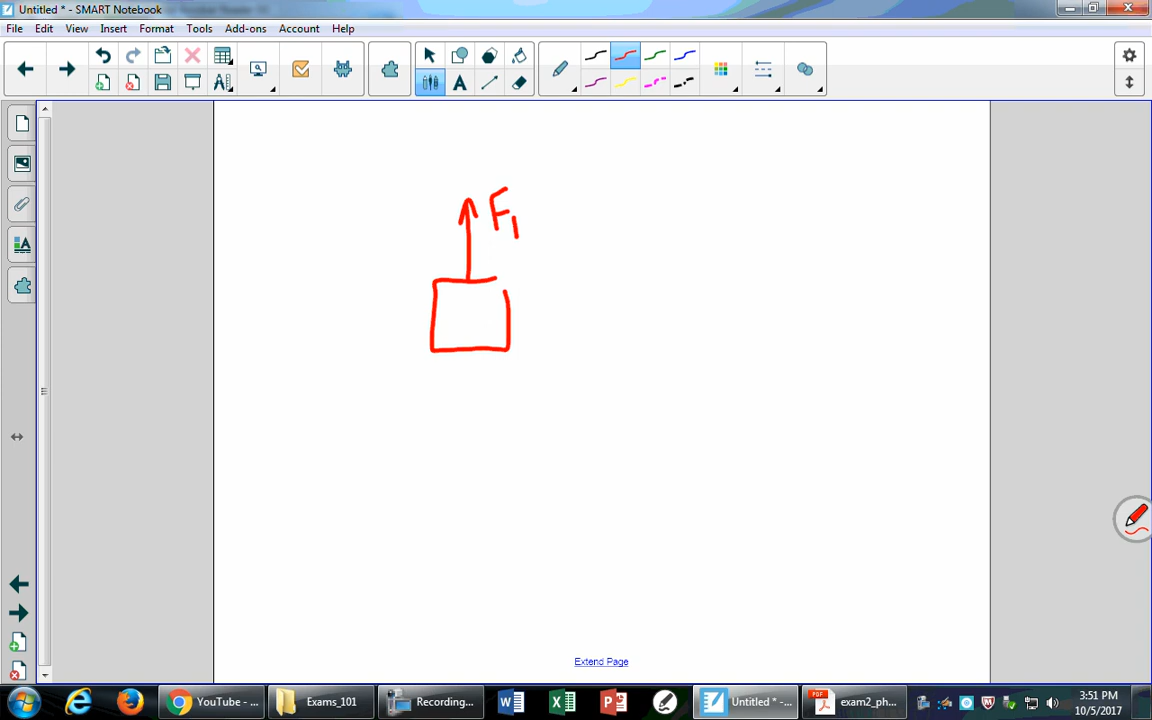 Untitled * - SMART Notebook
File Edit View Insert Format Tools Add-ons Account Help
F1
Extend Page
YouTube - ...
Exams_101
Recording...
Untitled * -...
exam2_ph...
3:51 PM
10/5/2017